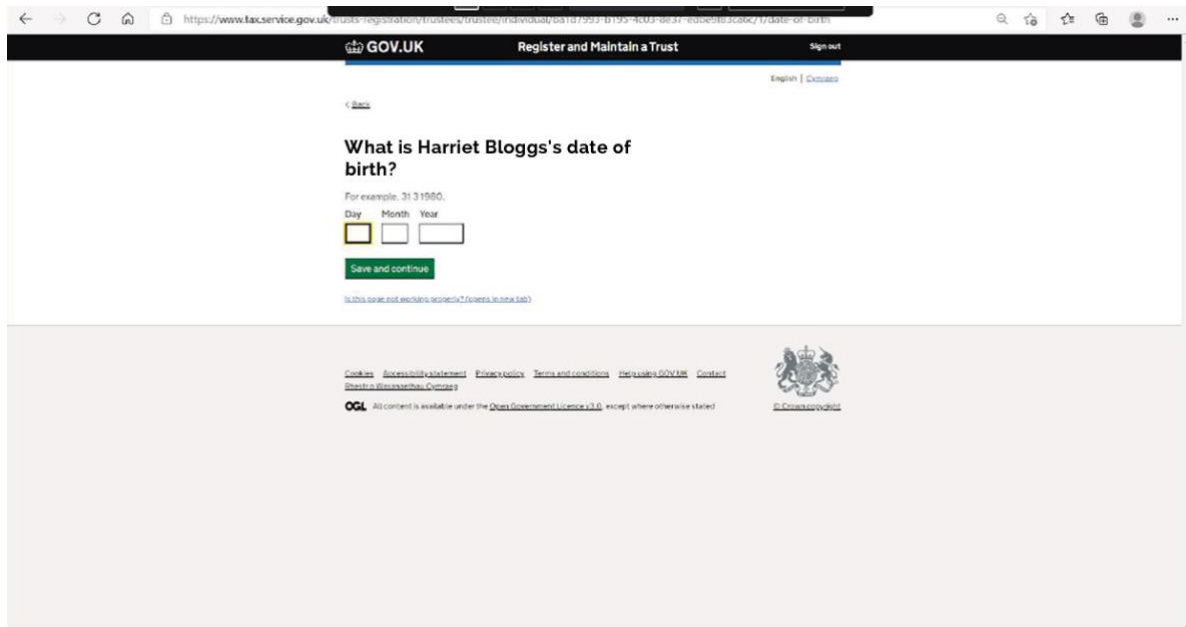 https://www.tax.service.gov.uk/trusts-registration/trustees/trustee/individual/
GOV.UK Register and Maintain a Trust Sign out
English | Cymraeg
< Back
What is Harriet Bloggs's date of
birth?
For example, 31 3 1980.
Day Month Year
Save and continue
Is this page not working properly? (opens in new tab)
Cookies Accessibility statement Privacy policy Terms and conditions Help using GOV.UK Contact
Rhestr o Wasanaethau Cymraeg
OGL All content is available under the Open Government Licence v3.0, except where otherwise stated
© Crown copyright